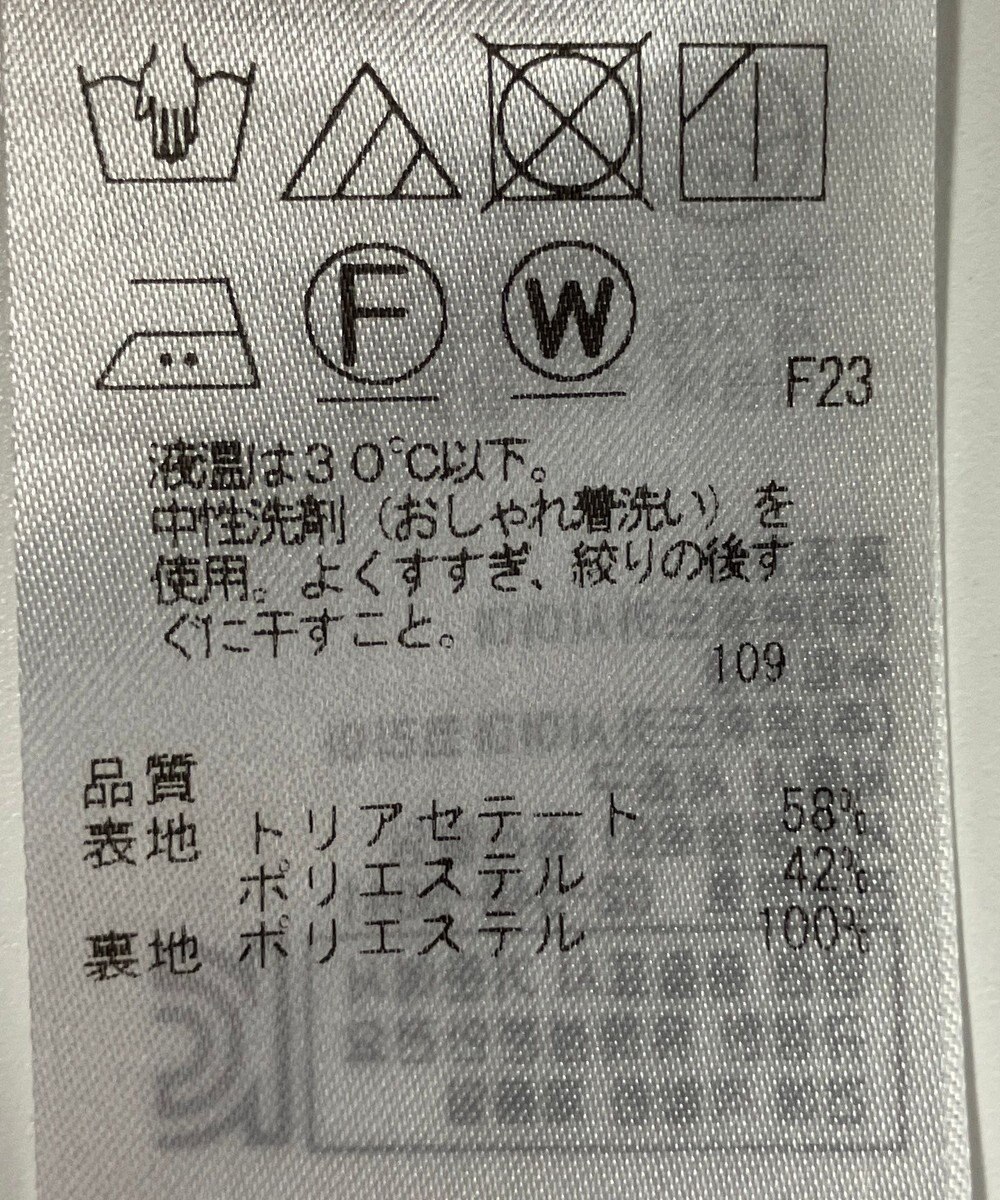 F W
F23
液温は30℃以下。
中性洗剤（おしゃれ着洗い）を
使用。よくすすぎ、絞りの後す
ぐに干すこと。
109
品質
表地 トリアセテート 58%
ポリエステル 42%
裏地 ポリエステル 100%